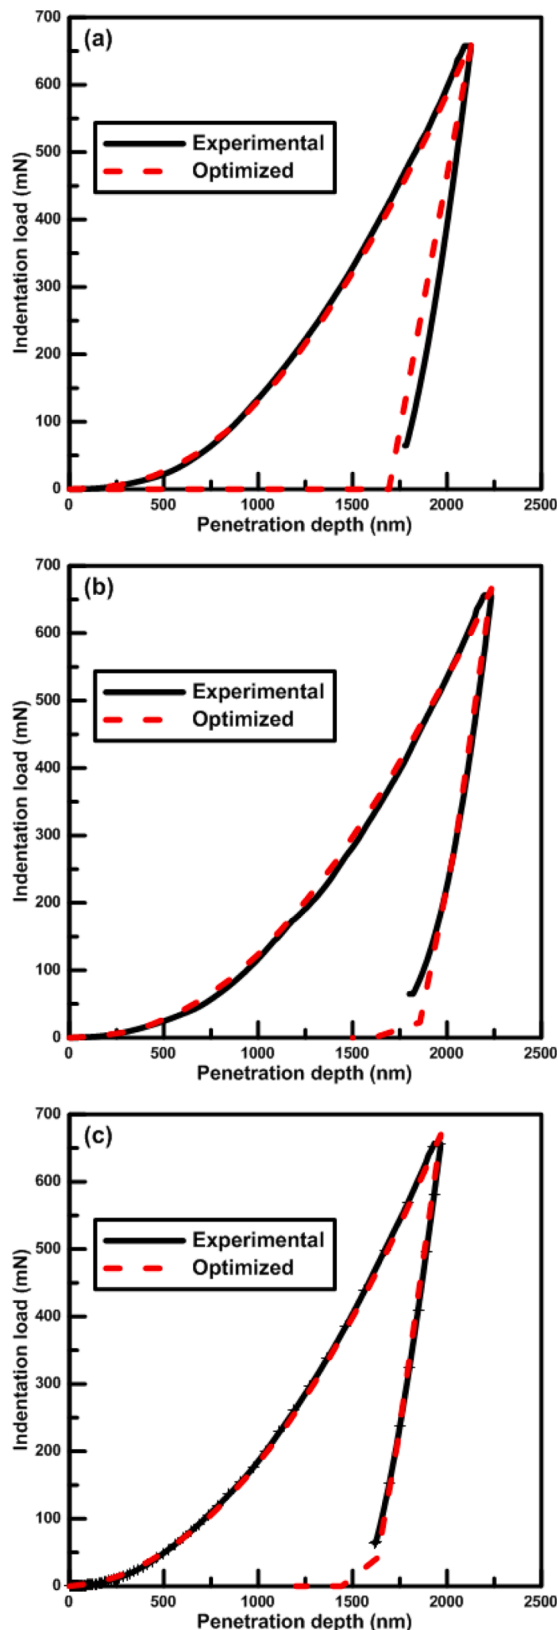 700
(a)
600
Experimental
500
Optimized
400
300
200
100
0
0 500 1000 1500 2000 2500
Indentation load (mN)
Penetration depth (nm)
700
(b)
600
Experimental
500
Optimized
400
300
200
100
0
0 500 1000 1500 2000 2500
Indentation load (mN)
Penetration depth (nm)
700
(c)
600
Experimental
500
Optimized
400
300
200
100
0
0 500 1000 1500 2000 2500
Indentation load (mN)
Penetration depth (nm)